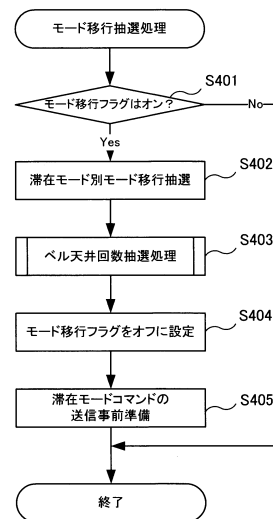 モード移行抽選処理
S401
モード移行フラグはオン？
No
Yes
S402
滞在モード別モード移行抽選
S403
ベル天井回数抽選処理
S404
モード移行フラグをオフに設定
滞在モードコマンドの
送信事前準備
S405
終了